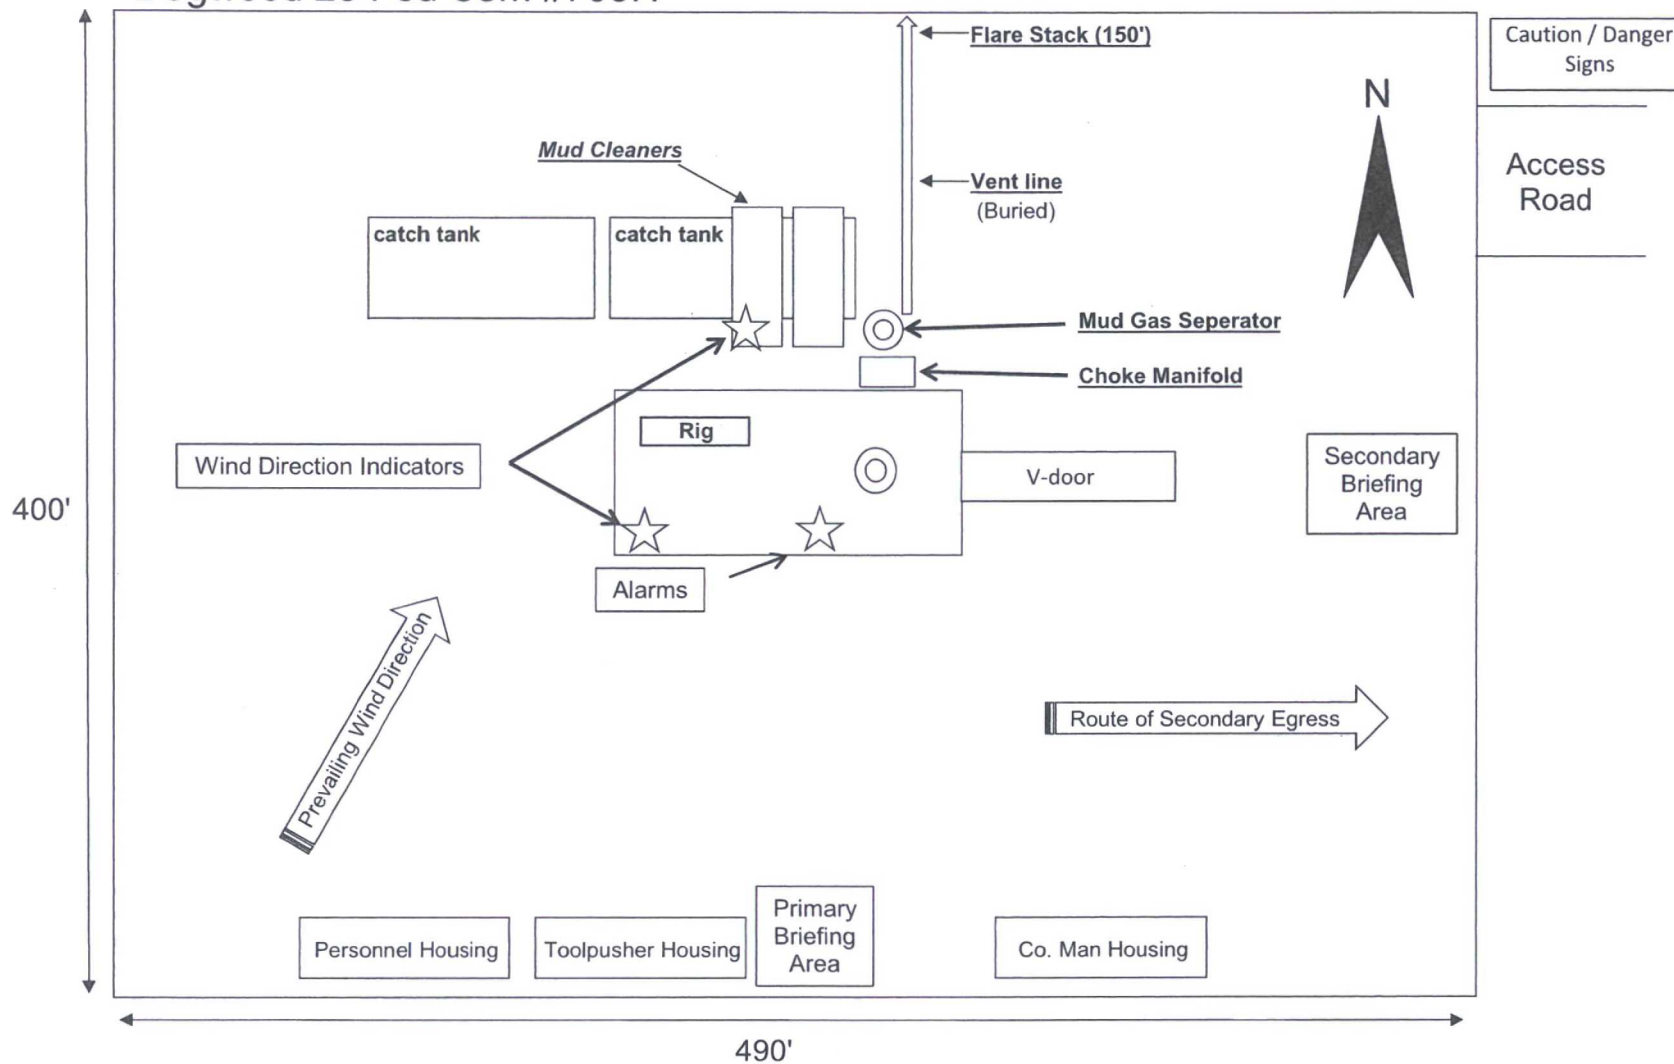 Flare Stack (150')
Caution / Danger
Signs
N
Mud Cleaners
Vent line
(Buried)
Access
Road
catch tank
catch tank
Mud Gas Seperator
Choke Manifold
Rig
Wind Direction Indicators
V-door
Secondary
Briefing
Area
400'
Alarms
Prevailing Wind Direction
Route of Secondary Egress
Personnel Housing
Toolpusher Housing
Primary
Briefing
Area
Co. Man Housing
490'